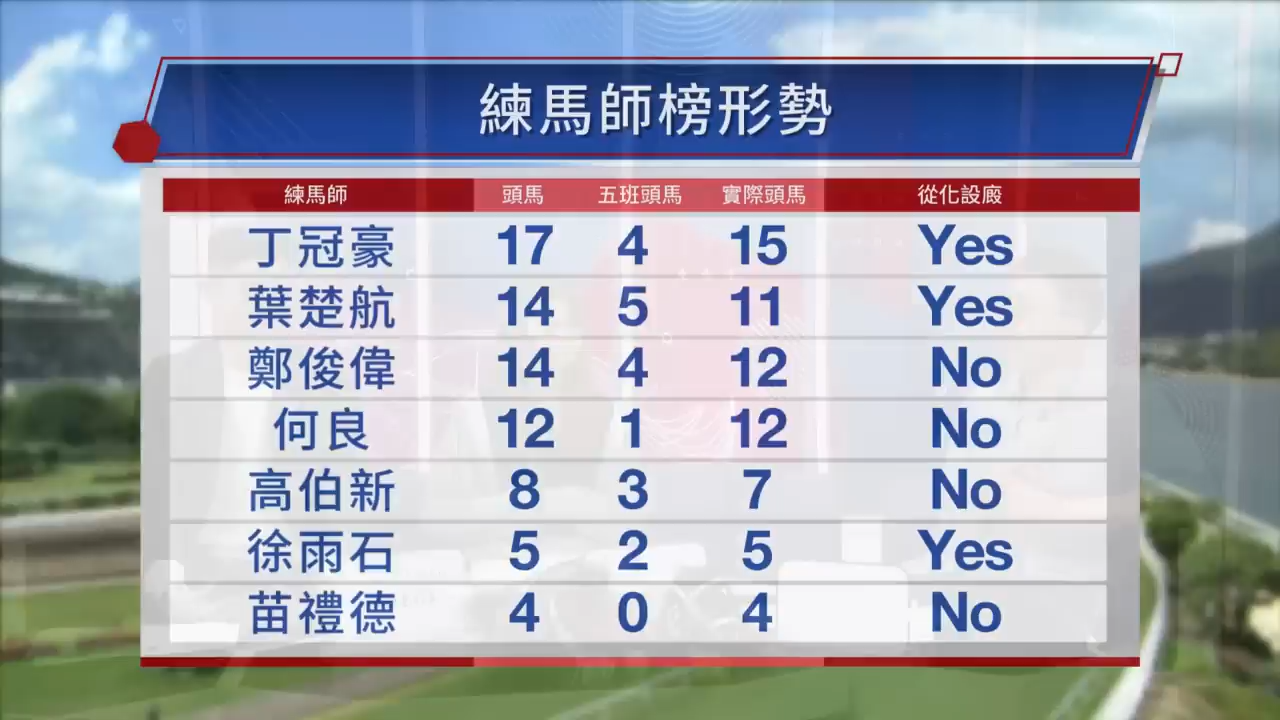 練馬師榜形勢
練馬師 頭馬 五班頭馬 實際頭馬 從化設廄
丁冠豪 17 4 15 Yes
葉楚航 14 5 11 Yes
鄭俊偉 14 4 12 No
何良 12 1 12 No
高伯新 8 3 7 No
徐雨石 5 2 5 Yes
苗禮德 4 0 4 No